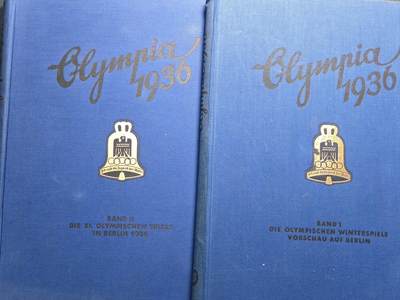 Olympia
1936
BAND II
DIE XI. OLYMPISCHEN SPIELE
IN BERLIN 1936
Olympia
1936
BAND I
DIE OLYMPISCHEN WINTERSPIELE
VORSCHAU AUF BERLIN